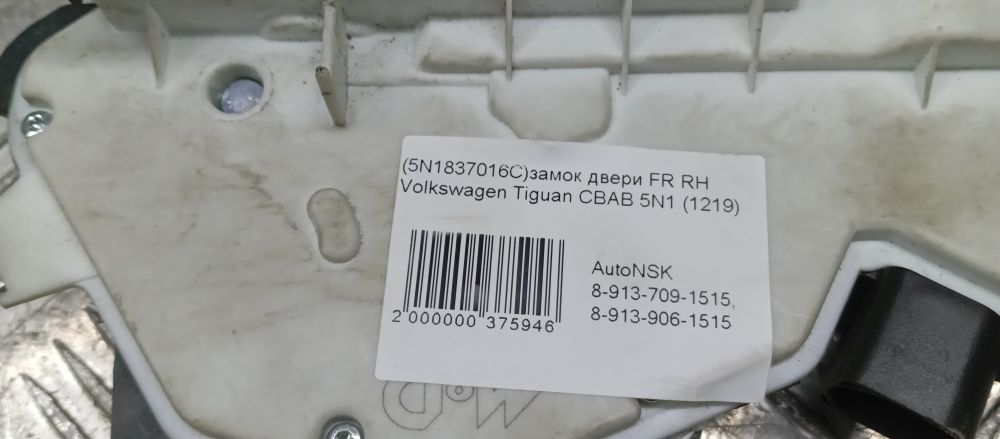 (5N1837016C)замок двери FR RH
Volkswagen Tiguan CBAB 5N1 (1219)
AutoNSK
8-913-709-1515,
8-913-906-1515
2 000000 375946